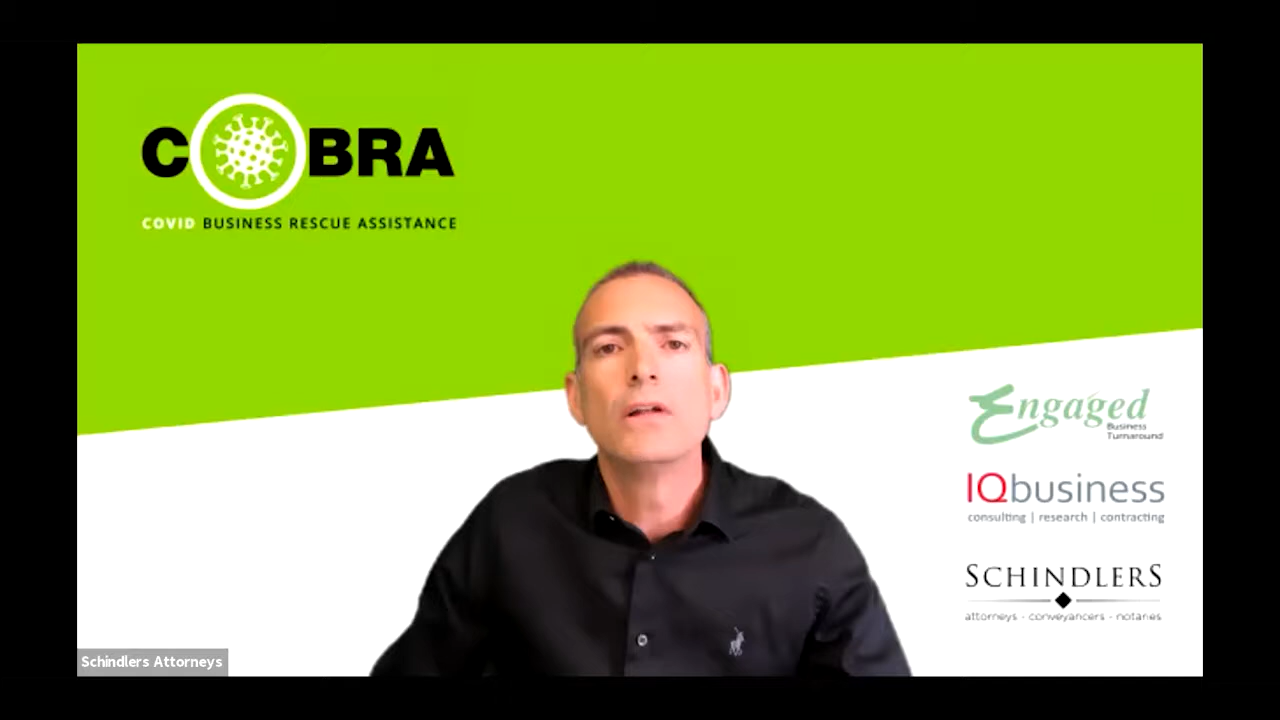 COBRA
COVID BUSINESS RESCUE ASSISTANCE
Engaged
Business
Turnaround
IQbusiness
consulting | research | contracting
SCHINDLERS
attorneys - conveyancers - notaries
Schindlers Attorneys